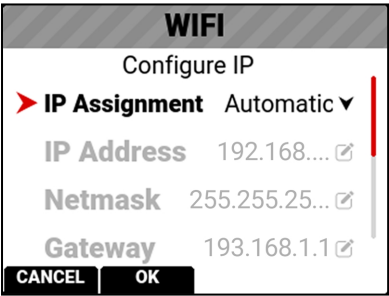 WIFI
Configure IP
IP Assignment Automatic
IP Address 192.168....
Netmask 255.255.25...
Gateway 193.168.1.1
CANCEL OK